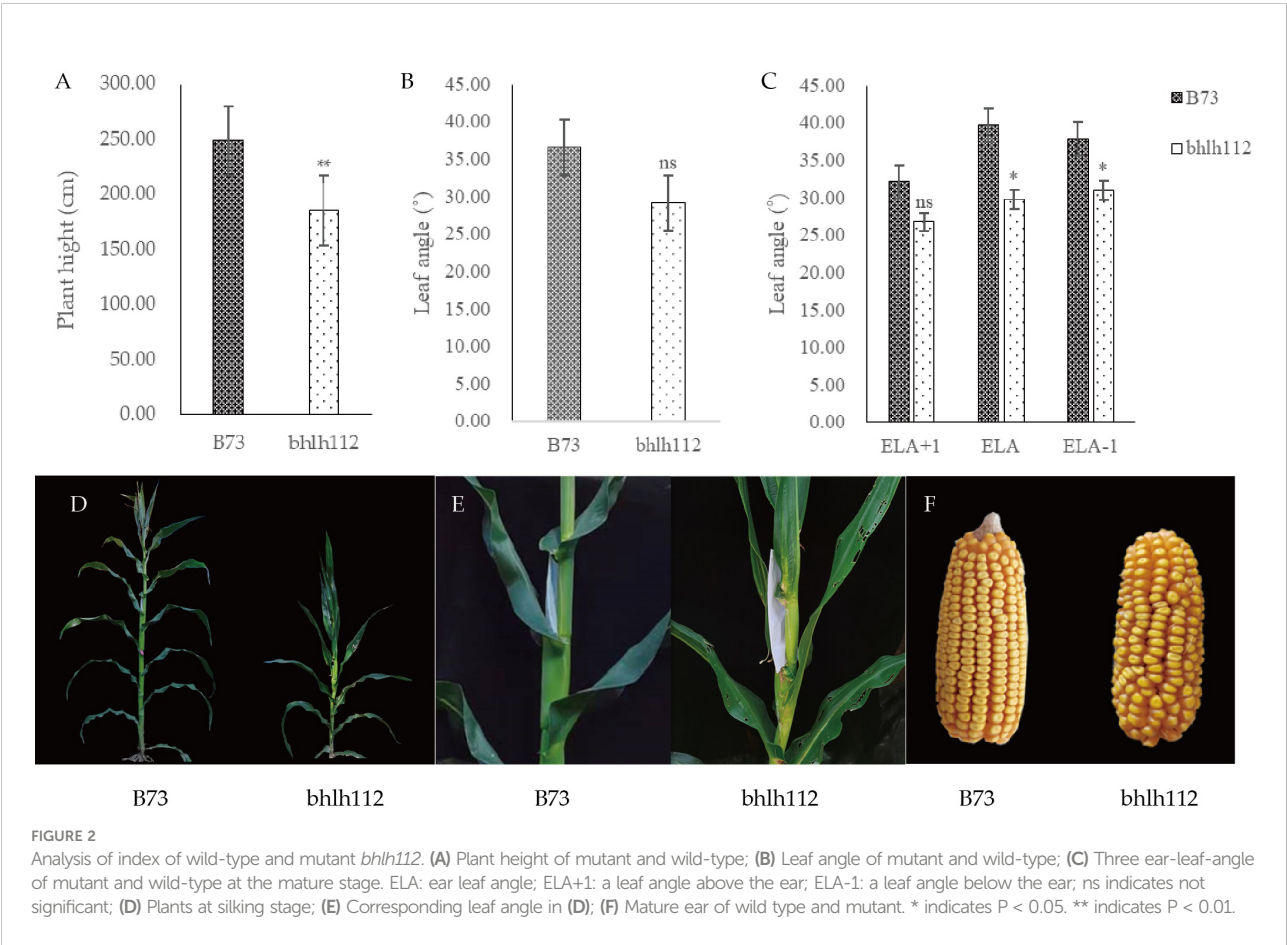 A
300.00
250.00
200.00
150.00
100.00
50.00
0.00
Plant hight (cm)
**
B73
bhlh112
B
45.00
40.00
35.00
30.00
25.00
20.00
15.00
10.00
5.00
0.00
Leaf angle (°)
ns
B73
bhlh112
C
45.00
40.00
35.00
30.00
25.00
20.00
15.00
10.00
5.00
0.00
Leaf angle (°)
ns
*
*
ELA+1
ELA
ELA-1
B73
bhlh112
D
E
F
B73
bhlh112
B73
bhlh112
B73
bhlh112
FIGURE 2
Analysis of index of wild-type and mutant bhlh112. (A) Plant height of mutant and wild-type; (B) Leaf angle of mutant and wild-type; (C) Three ear-leaf-angle
of mutant and wild-type at the mature stage. ELA: ear leaf angle; ELA+1: a leaf angle above the ear; ELA-1: a leaf angle below the ear; ns indicates not
significant; (D) Plants at silking stage; (E) Corresponding leaf angle in (D); (F) Mature ear of wild type and mutant. * indicates P < 0.05. ** indicates P < 0.01.